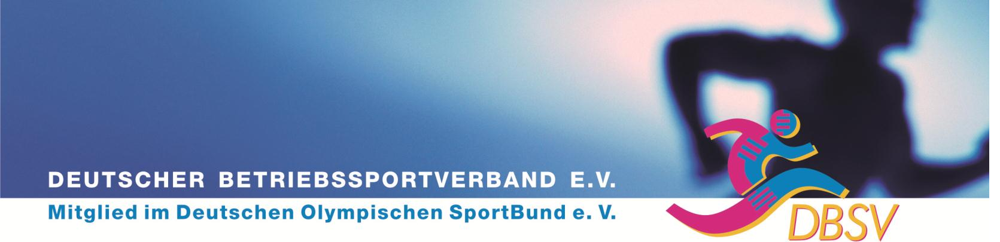 DEUTSCHER BETRIEBSSPORTVERBAND E.V.
Mitglied im Deutschen Olympischen SportBund e. V.
DBSV